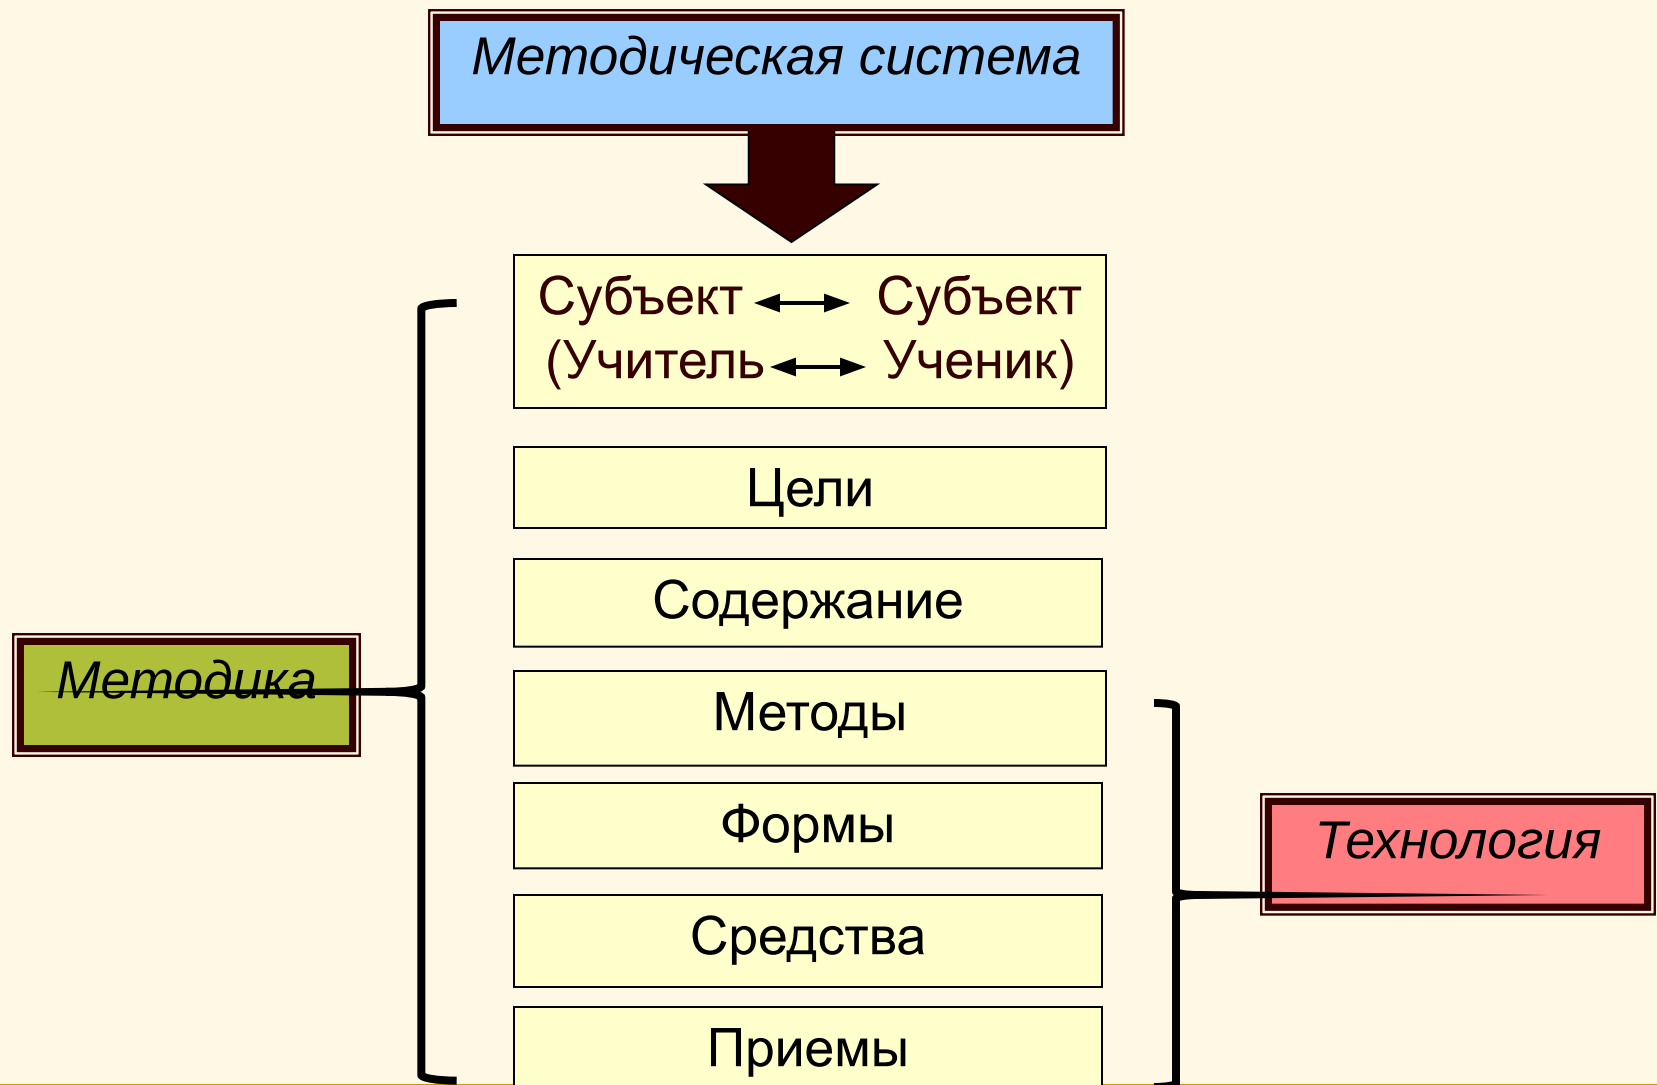 Методическая система
Субъект Субъект
(Учитель Ученик)
Цели
Содержание
Методика
Методы
Формы
Технология
Средства
Приемы